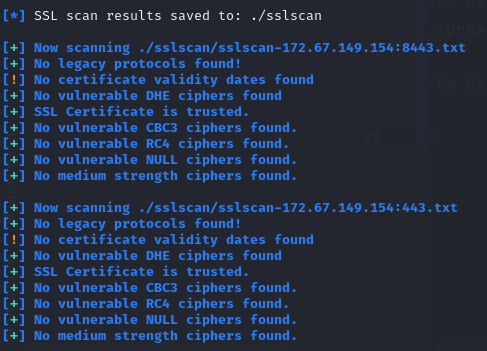 [*] SSL scan results saved to: ./sslscan
[+] Now scanning ./sslscan/sslscan-172.67.149.154:8443.txt
[+] No legacy protocols found!
[!] No certificate validity dates found
[+] No vulnerable DHE ciphers found
[+] SSL Certificate is trusted.
[+] No vulnerable CBC3 ciphers found.
[+] No vulnerable RC4 ciphers found.
[+] No vulnerable NULL ciphers found.
[+] No medium strength ciphers found.
[+] Now scanning ./sslscan/sslscan-172.67.149.154:443.txt
[+] No legacy protocols found!
[!] No certificate validity dates found
[+] No vulnerable DHE ciphers found
[+] SSL Certificate is trusted.
[+] No vulnerable CBC3 ciphers found.
[+] No vulnerable RC4 ciphers found.
[+] No vulnerable NULL ciphers found.
[+] No medium strength ciphers found.
24